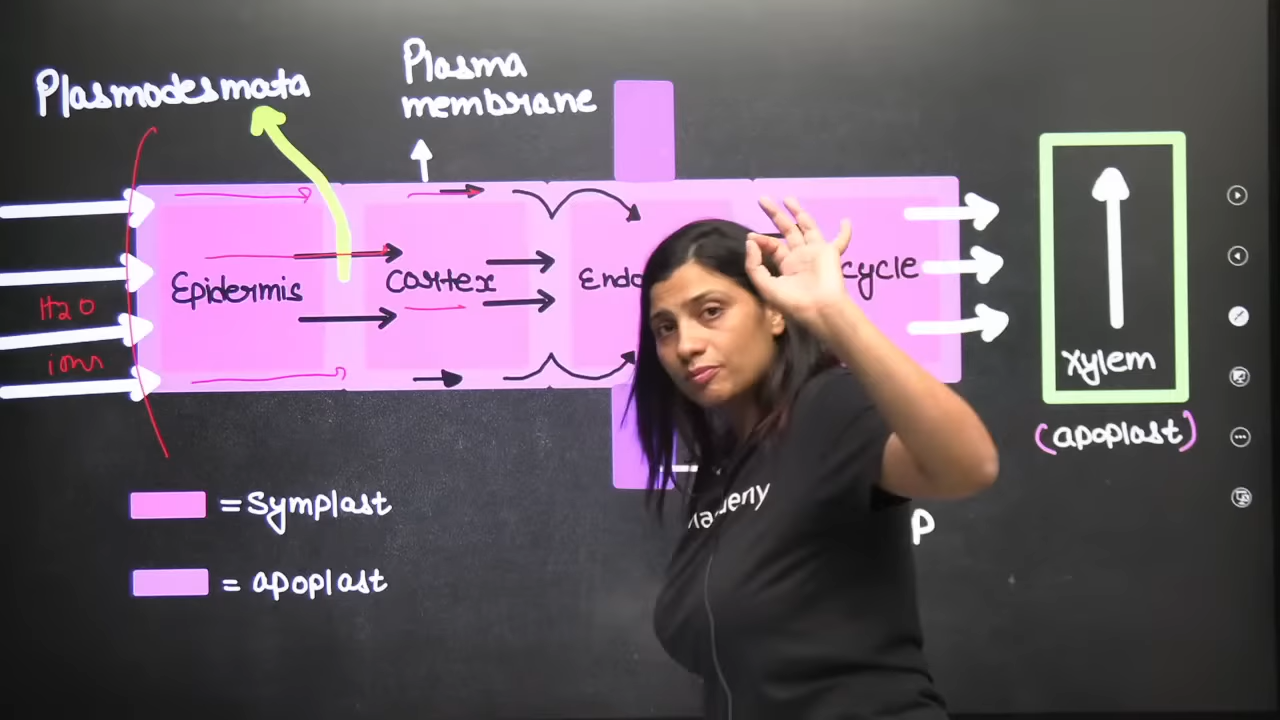 Plasmodesmata
Plasma
membrane
H2O
ions
Epidermis
Cortex
Endo
cycle
xylem
(apoplast)
= Symplast
= apoplast
P